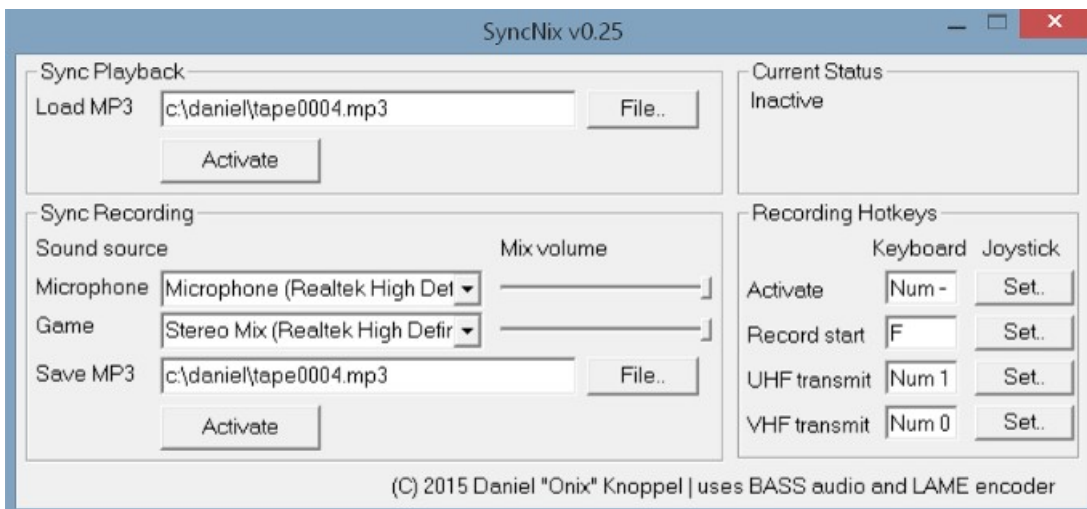 SyncNix v0.25
Sync Playback
Load MP3 c:\daniel\tape0004.mp3 File..
Activate
Current Status
Inactive
Sync Recording
Sound source Mix volume
Microphone Microphone (Realtek High Def
Game Stereo Mix (Realtek High Defin
Save MP3 c:\daniel\tape0004.mp3 File..
Activate
Recording Hotkeys
Keyboard Joystick
Activate Num - Set..
Record start F Set..
UHF transmit Num 1 Set..
VHF transmit Num 0 Set..
(C) 2015 Daniel "Onix" Knoppel | uses BASS audio and LAME encoder